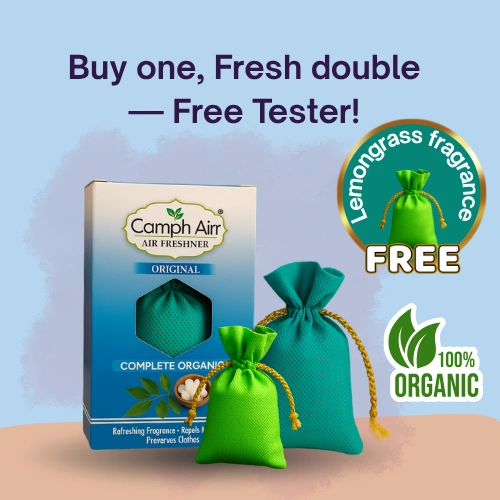 Buy one, Fresh double
— Free Tester!
Lemongrass fragrance
FREE
Camph Airr®
AIR FRESHNER
ORIGINAL
COMPLETE ORGANIC
Refreshing Fragrance • Repels
Prevarves Clothes
100%
ORGANIC